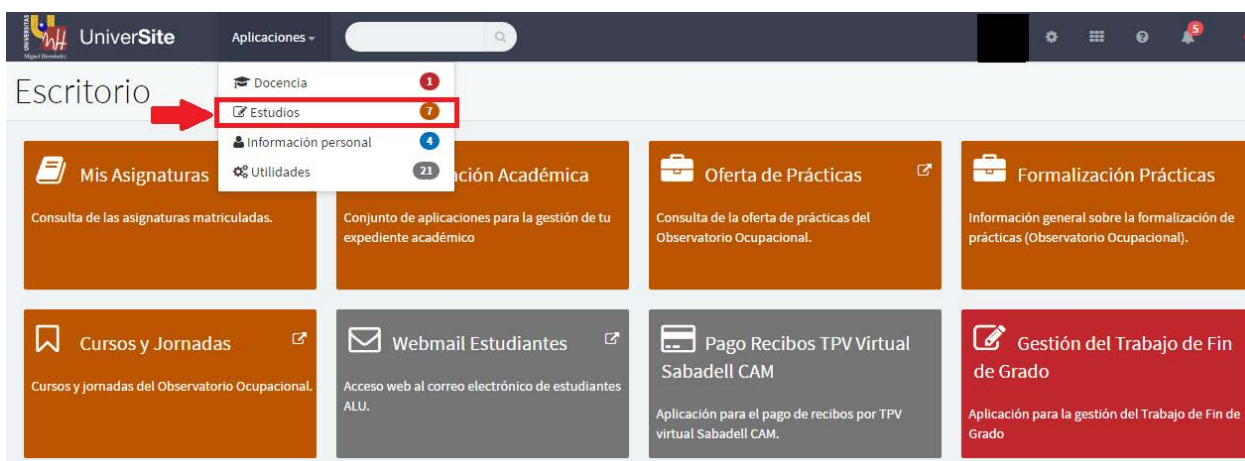 UNIVERSITAS
Miguel Hernández
UniverSite
Aplicaciones
5
Escritorio
Docencia 1
Estudios 7
Información personal 4
Utilidades 21
Mis Asignaturas
Consulta de las asignaturas matriculadas.
ción Académica
Conjunto de aplicaciones para la gestión de tu
expediente académico
Oferta de Prácticas
Consulta de la oferta de prácticas del
Observatorio Ocupacional.
Formalización Prácticas
Información general sobre la formalización de
prácticas (Observatorio Ocupacional).
Cursos y Jornadas
Cursos y jornadas del Observatorio Ocupacional.
Webmail Estudiantes
Acceso web al correo electrónico de estudiantes
ALU.
Pago Recibos TPV Virtual
Sabadell CAM
Aplicación para el pago de recibos por TPV
virtual Sabadell CAM.
Gestión del Trabajo de Fin
de Grado
Aplicación para la gestión del Trabajo de Fin de
Grado